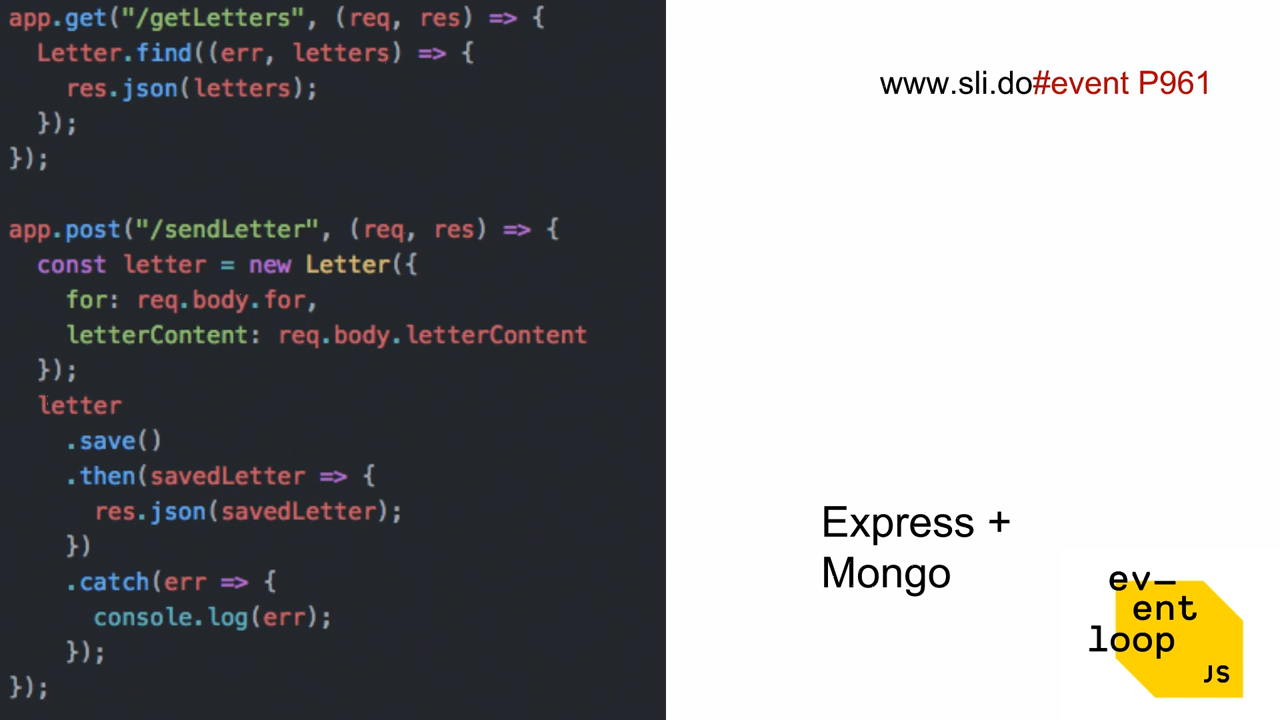 app.get("/getLetters", (req, res) => {
  Letter.find((err, letters) => {
    res.json(letters);
  });
});

app.post("/sendLetter", (req, res) => {
  const letter = new Letter({
    for: req.body.for,
    letterContent: req.body.letterContent
  });
  letter
    .save()
    .then(savedLetter => {
      res.json(savedLetter);
    })
    .catch(err => {
      console.log(err);
    });
});
www.sli.do#event P961
Express +
Mongo
ev—
ent
loop
JS